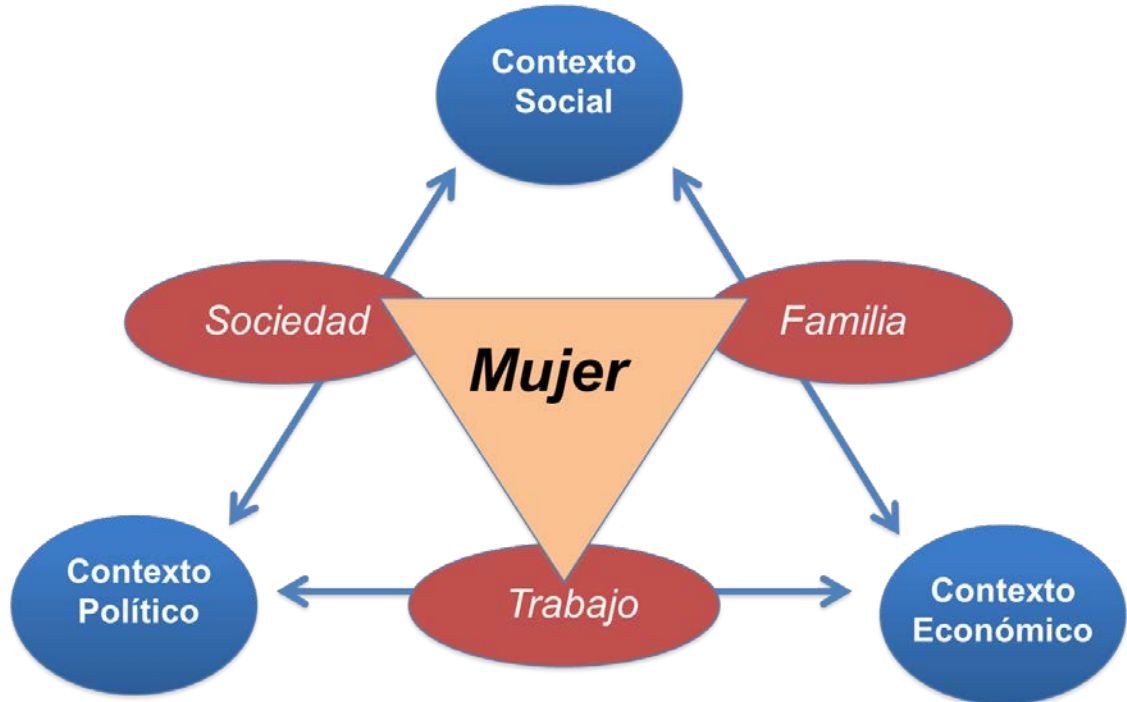 Contexto
Social
Sociedad
Familia
Mujer
Contexto
Político
Trabajo
Contexto
Económico